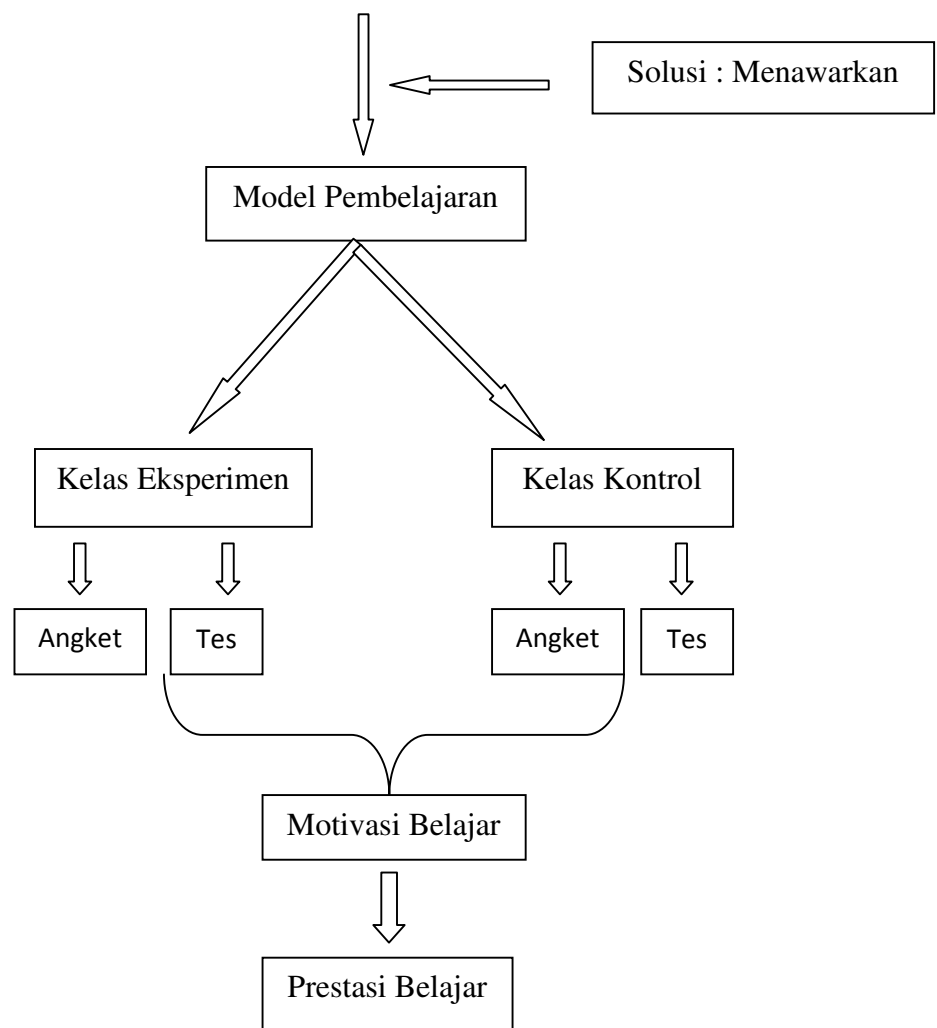 Solusi : Menawarkan
Model Pembelajaran
Kelas Eksperimen
Kelas Kontrol
Angket
Tes
Angket
Tes
Motivasi Belajar
Prestasi Belajar